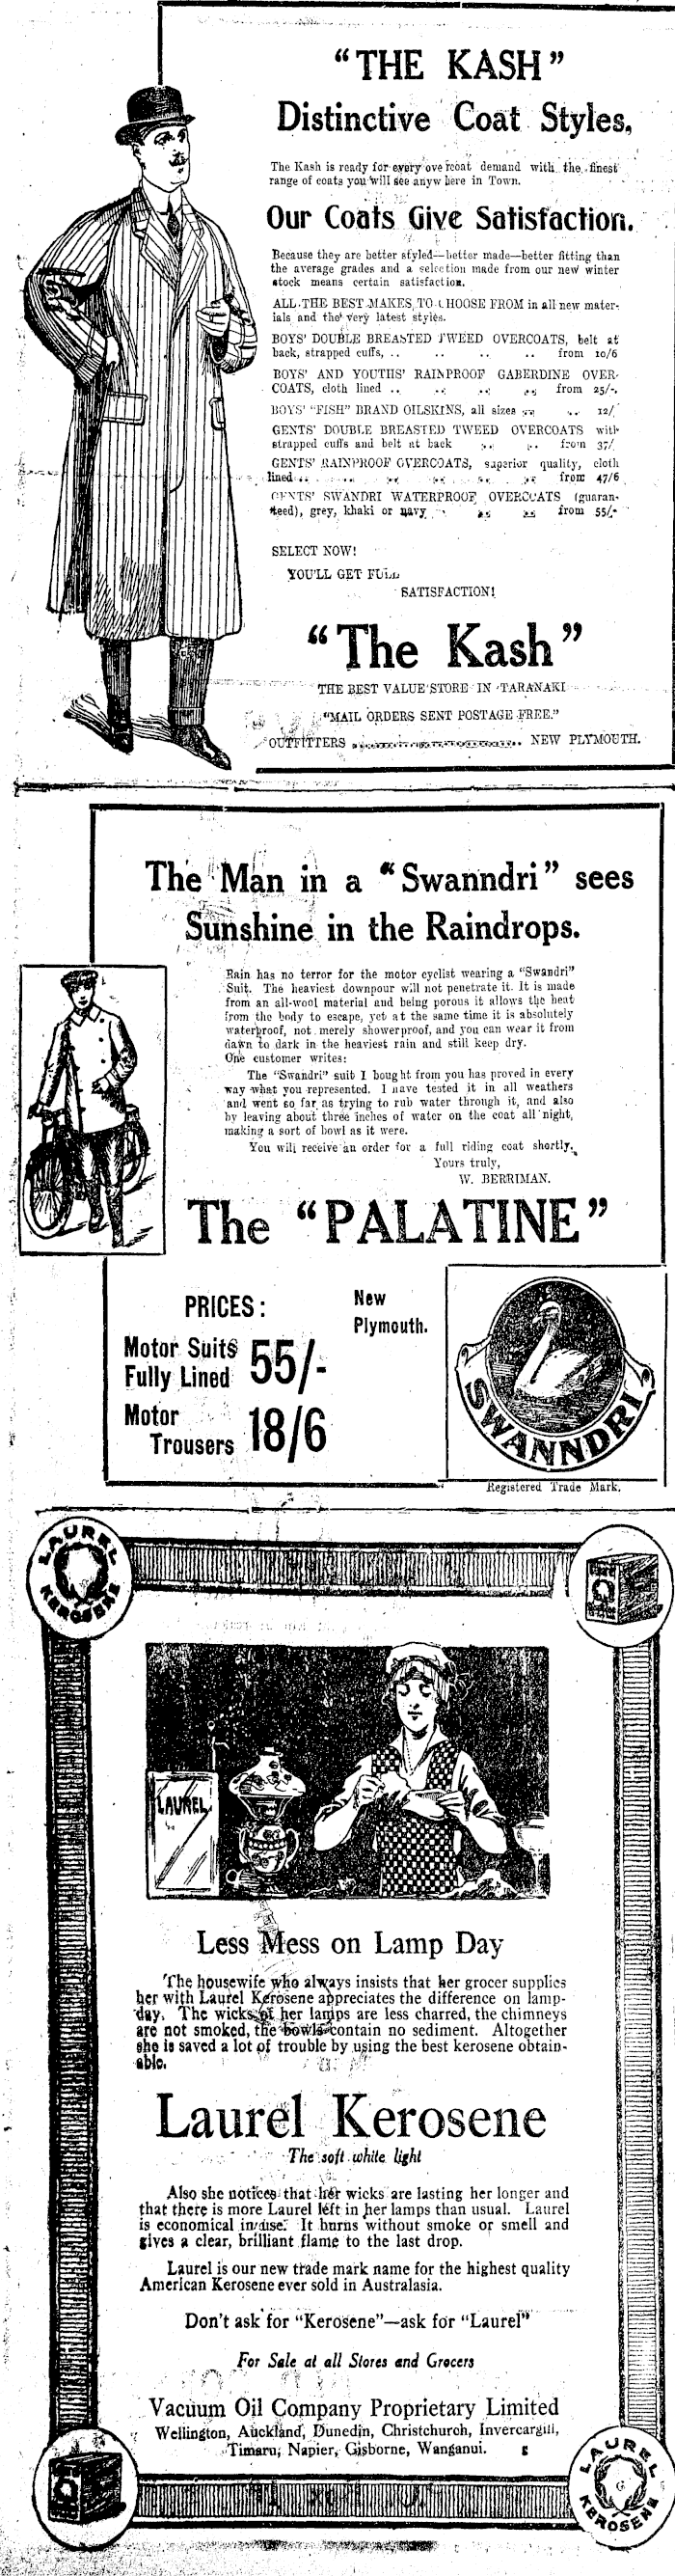 "THE KASH"
Distinctive Coat Styles.
The Kash is ready for every overcoat demand with the finest
range of coats you will see anywhere in Town.
Our Coats Give Satisfaction.
Because they are better styled—better made—better fitting than
the average grades and a selection made from our new winter
stock means certain satisfaction.
ALL THE BEST MAKES TO CHOOSE FROM in all new mater-
ials and the very latest styles.
BOYS' DOUBLE BREASTED TWEED OVERCOATS, belt at
back, strapped cuffs, .. .. .. .. from 10/6
BOYS' AND YOUTHS' RAINPROOF GABERDINE OVER-
COATS, cloth lined .. .. .. .. from 25/-.
BOYS' "FISH" BRAND OILSKINS, all sizes .. .. 12/
GENTS' DOUBLE BREASTED TWEED OVERCOATS with
strapped cuffs and belt at back .. .. from 37/
GENTS' RAINPROOF OVERCOATS, superior quality, cloth
lined .. .. .. .. .. .. from 47/6
GENTS' SWANDRI WATERPROOF OVERCOATS (guaran-
teed), grey, khaki or navy .. .. .. from 55/-
SELECT NOW!
YOU'LL GET FULL
SATISFACTION!
"The Kash"
THE BEST VALUE STORE IN TARANAKI
"MAIL ORDERS SENT POSTAGE FREE."
OUTFITTERS .......... NEW PLYMOUTH.
The Man in a "Swanndri" sees
Sunshine in the Raindrops.
Rain has no terror for the motor cyclist wearing a "Swandri"
Suit. The heaviest downpour will not penetrate it. It is made
from an all-wool material and being porous it allows the heat
from the body to escape, yet at the same time it is absolutely
waterproof, not merely showerproof, and you can wear it from
dawn to dark in the heaviest rain and still keep dry.
One customer writes:
The "Swandri" suit I bought from you has proved in every
way what you represented. I have tested it in all weathers
and went so far as trying to rub water through it, and also
by leaving about three inches of water on the coat all night,
making a sort of bowl as it were.
You will receive an order for a full riding coat shortly.
Yours truly,
W. BERRIMAN.
The "PALATINE"
PRICES:
New
Plymouth.
Motor Suits
Fully Lined 55/-
Motor
Trousers 18/6
SWANNDRI
Registered Trade Mark.
LAUREL
KEROSENE
LAUREL
Less Mess on Lamp Day
The housewife who always insists that her grocer supplies
her with Laurel Kerosene appreciates the difference on lamp-
day. The wicks of her lamps are less charred, the chimneys
are not smoked, the bowls contain no sediment. Altogether
she is saved a lot of trouble by using the best kerosene obtain-
able.
Laurel Kerosene
The soft white light
Also she notices that her wicks are lasting her longer and
that there is more Laurel left in her lamps than usual. Laurel
is economical in use. It burns without smoke or smell and
gives a clear, brilliant flame to the last drop.
Laurel is our new trade mark name for the highest quality
American Kerosene ever sold in Australasia.
Don't ask for "Kerosene"—ask for "Laurel"
For Sale at all Stores and Grocers
Vacuum Oil Company Proprietary Limited
Wellington, Auckland, Dunedin, Christchurch, Invercargill,
Timaru, Napier, Gisborne, Wanganui.
LAUREL
KEROSENE